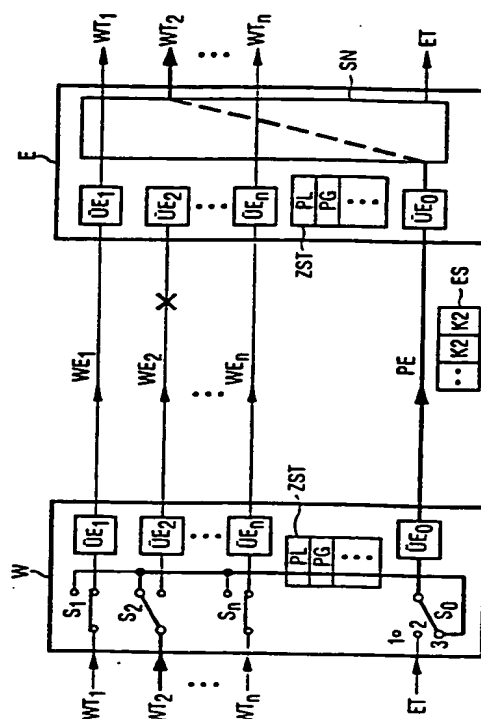 W
WT₁
WT₂
...
WTₙ
ET
S₁
S₂
Sₙ
S₀
1
2
3
ÜE₁
ÜE₂
...
ÜEₙ
ZST
PL
PG
...
ÜE₀
WE₁
WE₂
...
WEₙ
PE
... K2 K2
ES
E
ÜE₁
ÜE₂
...
ÜEₙ
PL
PG
...
ZST
ÜE₀
SN
WT₁
WT₂
...
WTₙ
ET